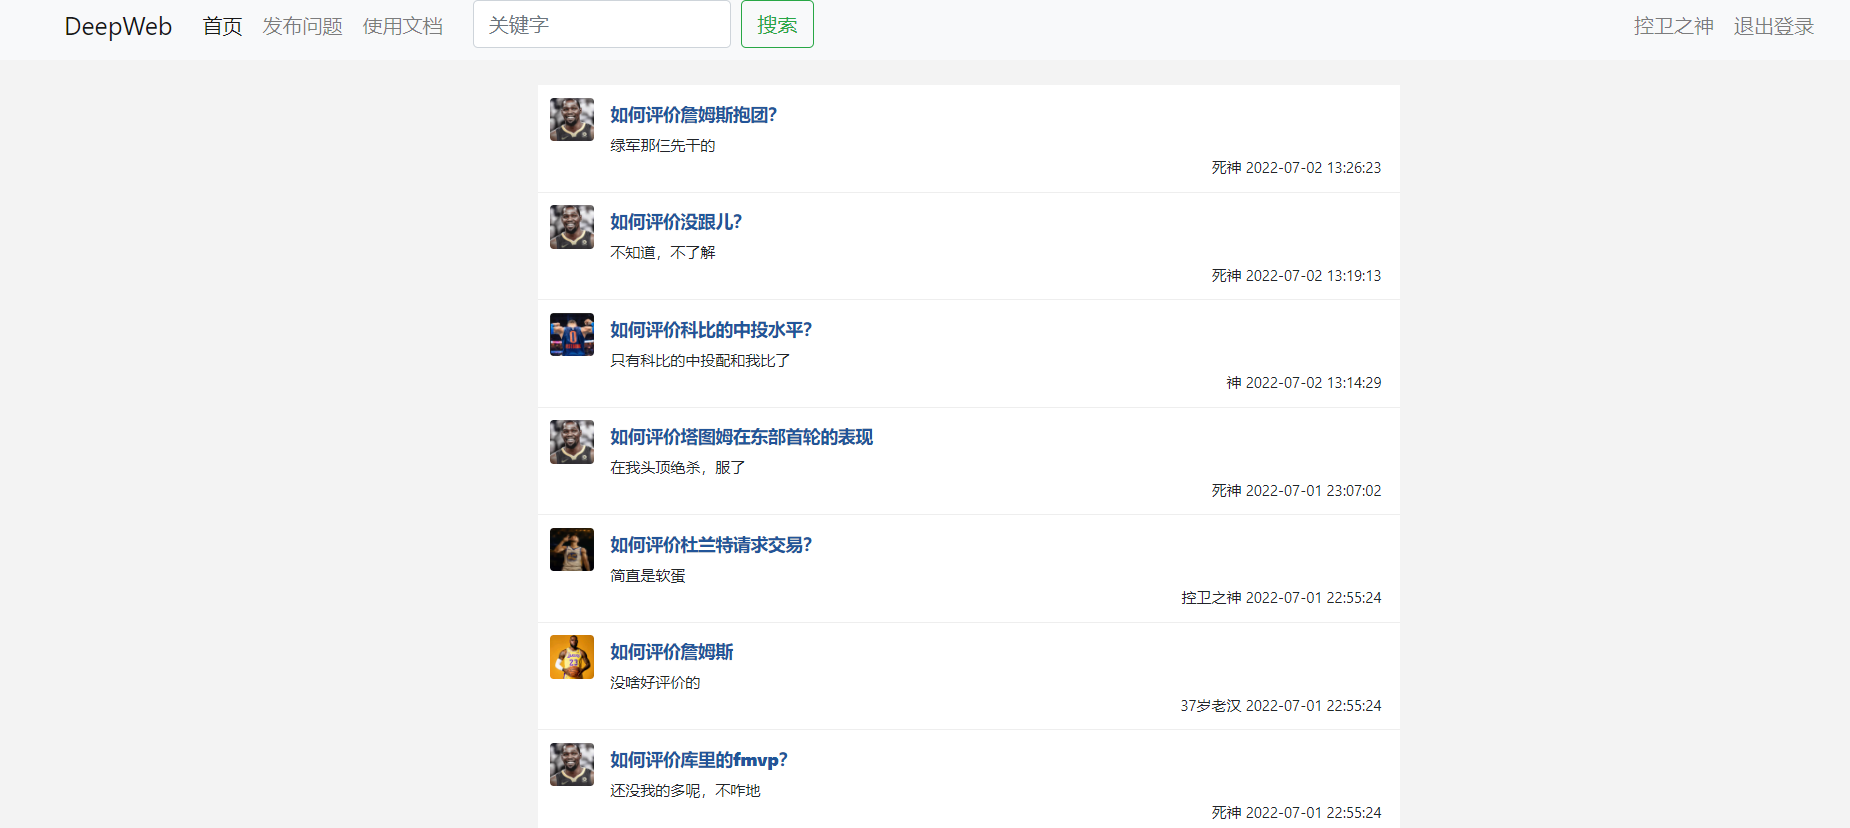 DeepWeb 首页 发布问题 使用文档 关键字 搜索 控卫之神 退出登录
如何评价詹姆斯抱团?
绿军那仨先干的
死神 2022-07-02 13:26:23
如何评价没跟儿?
不知道，不了解
死神 2022-07-02 13:19:13
如何评价科比的中投水平?
只有科比的中投配和我比了
神 2022-07-02 13:14:29
如何评价塔图姆在东部首轮的表现
在我头顶绝杀，服了
死神 2022-07-01 23:07:02
如何评价杜兰特请求交易?
简直是软蛋
控卫之神 2022-07-01 22:55:24
如何评价詹姆斯
没啥好评价的
37岁老汉 2022-07-01 22:55:24
如何评价库里的fmvp?
还没我的多呢，不咋地
死神 2022-07-01 22:55:24